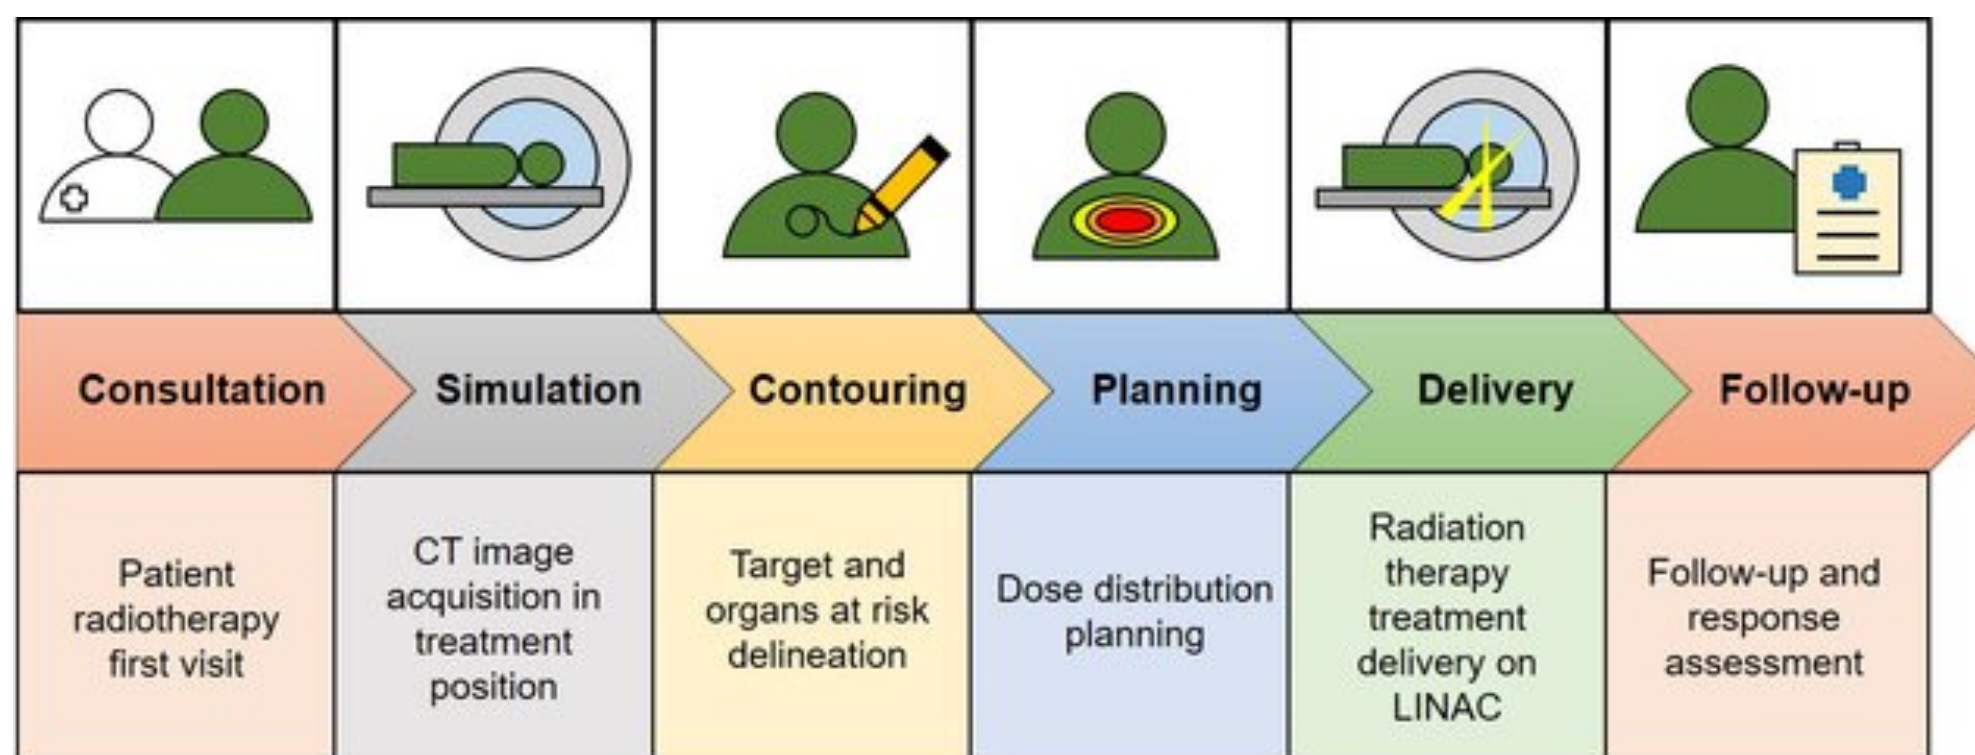 Consultation
Simulation
Contouring
Planning
Delivery
Follow-up
Patient
radiotherapy
first visit
CT image
acquisition in
treatment
position
Target and
organs at risk
delineation
Dose distribution
planning
Radiation
therapy
treatment
delivery on
LINAC
Follow-up and
response
assessment